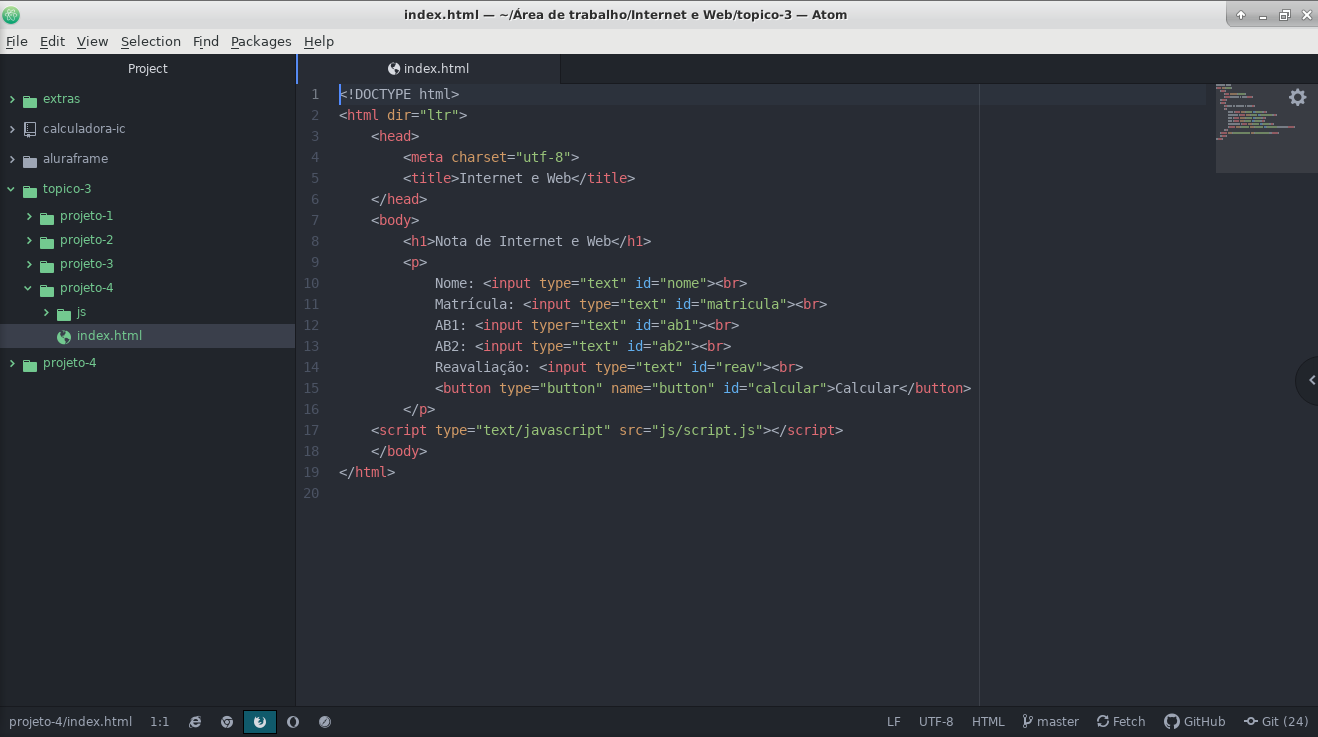 index.html — ~/Área de trabalho/Internet e Web/topico-3 — Atom
File Edit View Selection Find Packages Help
Project
index.html
extras
calculadora-ic
aluraframe
topico-3
projeto-1
projeto-2
projeto-3
projeto-4
js
index.html
projeto-4
1 <!DOCTYPE html>
2 <html dir="ltr">
3 <head>
4 <meta charset="utf-8">
5 <title>Internet e Web</title>
6 </head>
7 <body>
8 <h1>Nota de Internet e Web</h1>
9 <p>
10 Nome: <input type="text" id="nome"><br>
11 Matrícula: <input type="text" id="matricula"><br>
12 AB1: <input typer="text" id="ab1"><br>
13 AB2: <input type="text" id="ab2"><br>
14 Reavaliação: <input type="text" id="reav"><br>
15 <button type="button" name="button" id="calcular">Calcular</button>
16 </p>
17 <script type="text/javascript" src="js/script.js"></script>
18 </body>
19 </html>
20
projeto-4/index.html 1:1 LF UTF-8 HTML master Fetch GitHub Git (24)